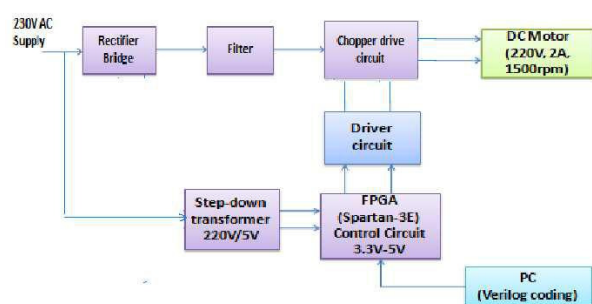 230V AC
Supply
Rectifier
Bridge
Filter
Chopper drive
circuit
DC Motor
(220V, 2A,
1500rpm)
Driver
circuit
Step-down
transformer
220V/5V
FPGA
(Spartan-3E)
Control Circuit
3.3V-5V
PC
(Verilog coding)